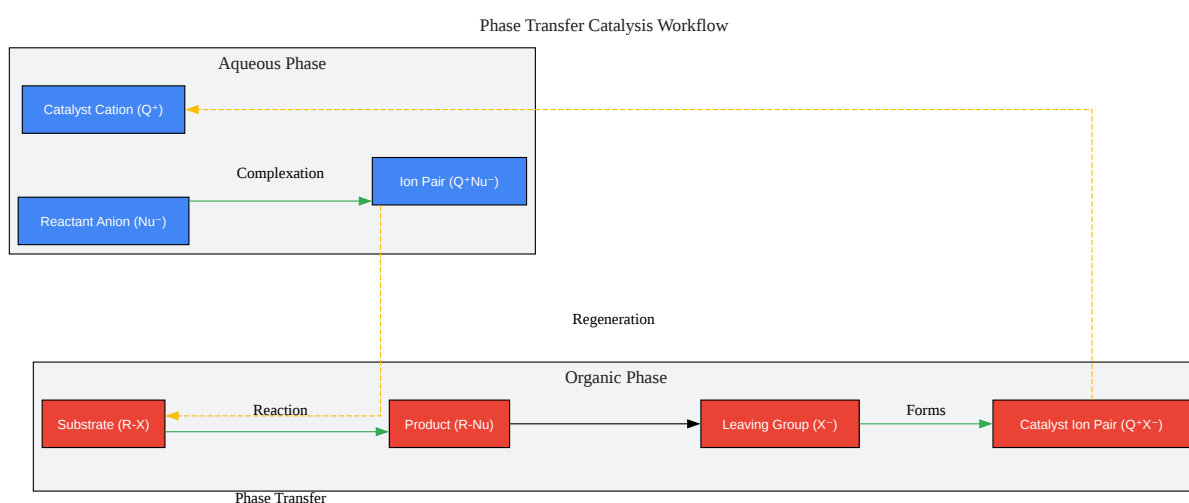 Phase Transfer Catalysis Workflow
Aqueous Phase
Catalyst Cation (Q⁺)
Complexation
Ion Pair (Q⁺Nu⁻)
Reactant Anion (Nu⁻)
Regeneration
Organic Phase
Substrate (R-X)
Reaction
Product (R-Nu)
Leaving Group (X⁻)
Forms
Catalyst Ion Pair (Q⁺X⁻)
Phase Transfer